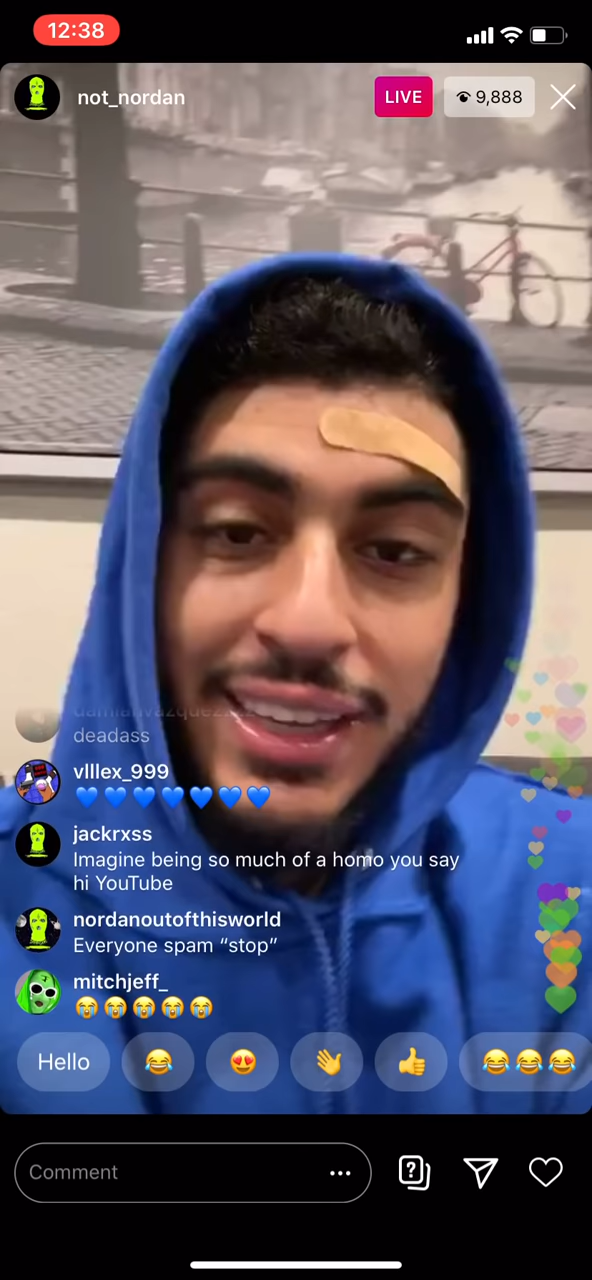 12:38
not_nordan
LIVE
9,888
deadass
vlllex_999
jackrxss
Imagine being so much of a homo you say
hi YouTube
nordanoutofthisworld
Everyone spam “stop”
mitchjeff_
Hello
Comment